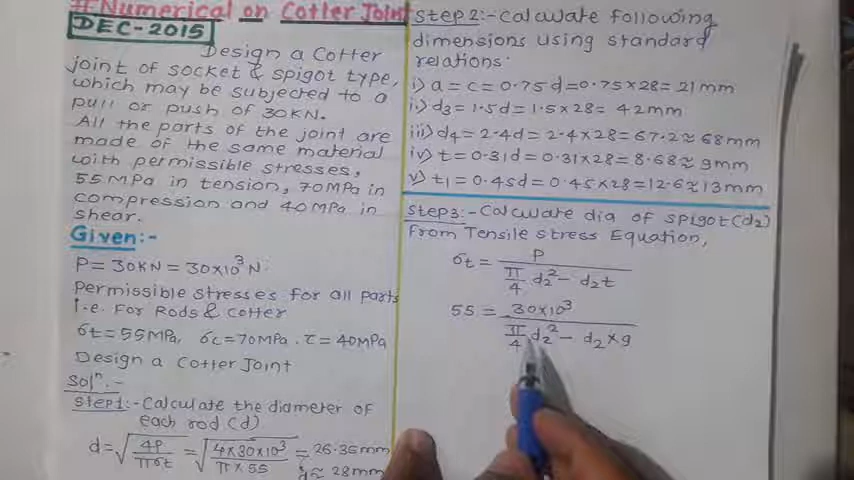 #Numerical on Cotter Joint
DEC-2015
Design a Cotter
joint of socket & spigot type,
which may be subjected to a
pull or push of 30KN.
All the parts of the joint are
made of the same material
with permissible stresses,
55MPa in tension, 70MPa in
compression and 40MPa in
shear.
Given:-
P=30KN=30×10³N
Permissible stresses for all parts
i.e. For Rods & Cotter
σt=55MPa, σc=70MPa. τ=40MPa
Design a Cotter Joint
Solⁿ.-
Step1:-Calculate the diameter of
each rod (d)
d=√4P/πσt=√4×30×10³/π×55=26.35mm
d≈28mm
Step2:-Calculate following
dimensions using standard
relations.
i) a=c=0.75d=0.75×28=21mm
ii) d3=1.5d=1.5×28=42mm
iii) d4=2.4d=2.4×28=67.2≈68mm
iv) t=0.31d=0.31×28=8.68≈9mm
v) t1=0.45d=0.45×28=12.6≈13mm
Step3:-Calculate dia of spigot(d2)
From Tensile stress Equation,
σt=P/π/4 d2²-d2t
55=30×10³/π/4 d2²-d2×9